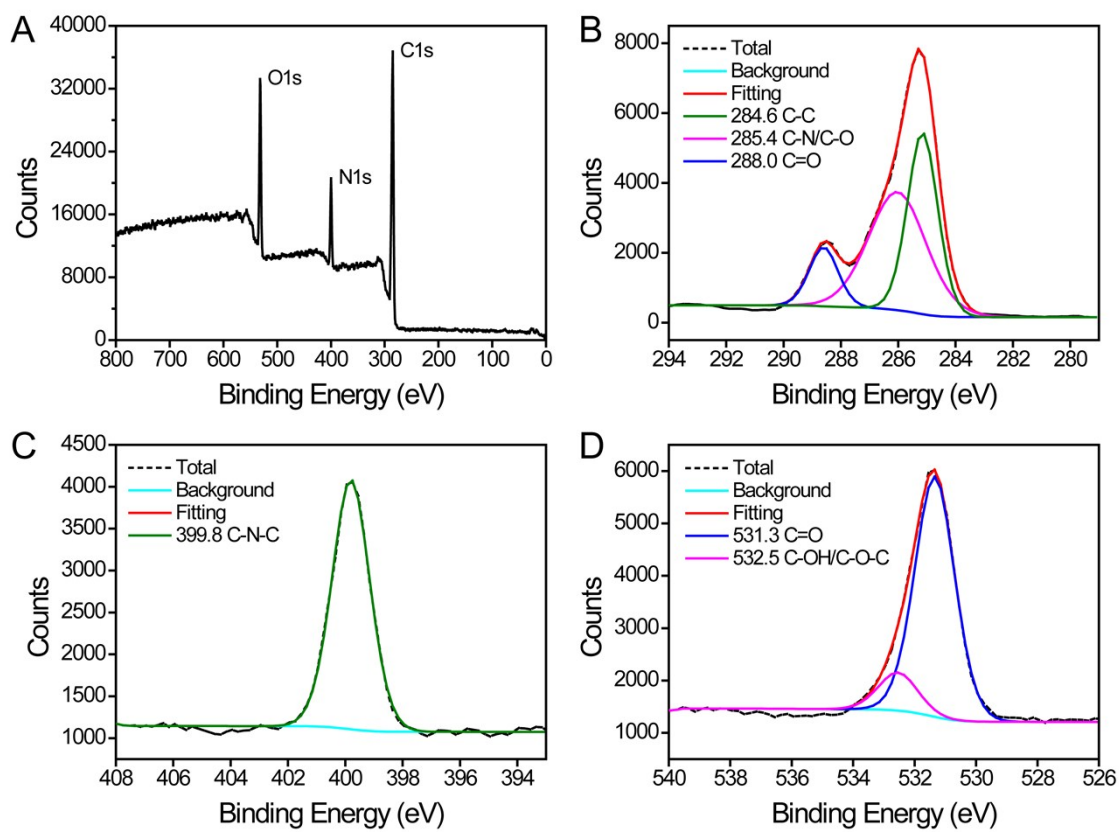 A
40000
32000
24000
16000
8000
0
Counts
O1s
N1s
C1s
800 700 600 500 400 300 200 100 0
Binding Energy (eV)
B
8000
6000
4000
2000
0
Counts
Total
Background
Fitting
284.6 C-C
285.4 C-N/C-O
288.0 C=O
294 292 290 288 286 284 282 280
Binding Energy (eV)
C
4500
4000
3500
3000
2500
2000
1500
1000
Counts
Total
Background
Fitting
399.8 C-N-C
408 406 404 402 400 398 396 394
Binding Energy (eV)
D
6000
5000
4000
3000
2000
1000
Counts
Total
Background
Fitting
531.3 C=O
532.5 C-OH/C-O-C
540 538 536 534 532 530 528 526
Binding Energy (eV)